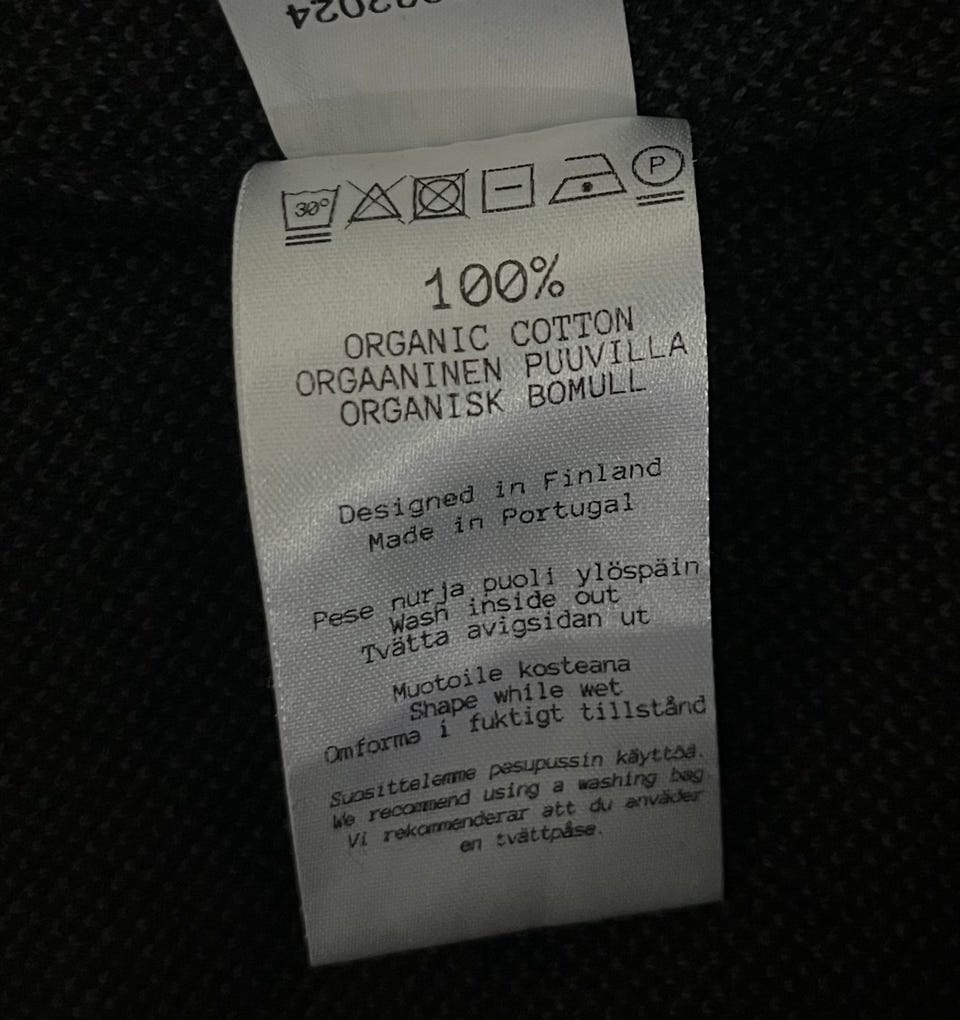 30°
P
100%
ORGANIC COTTON
ORGAANINEN PUUVILLA
ORGANISK BOMULL
Designed in Finland
Made in Portugal
Pese nurja puoli ylöspäin
Wash inside out
Tvätta avigsidan ut
Muotoile kosteana
Shape while wet
Omforma i fuktigt tillstånd
Suosittelemme pesupussin käyttöä.
We recommend using a washing bag
Vi rekommenderar att du använder
en tvättpåse.